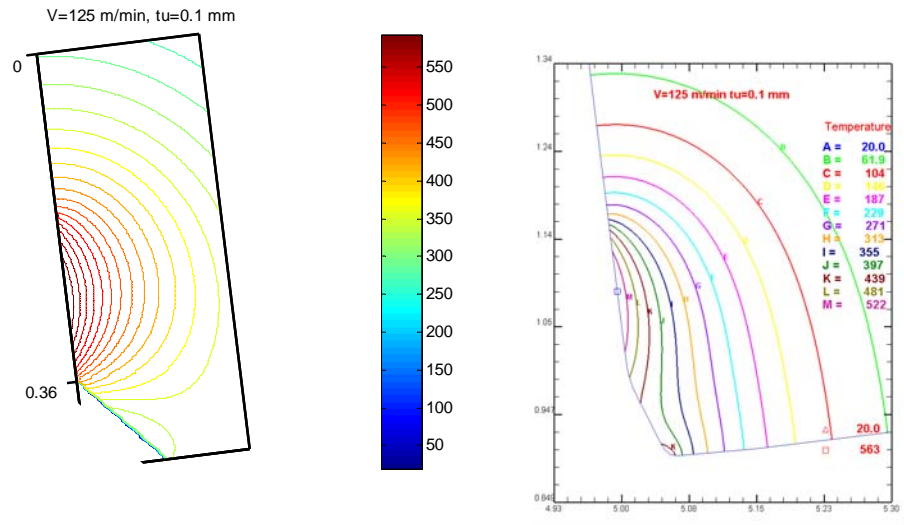 V=125 m/min, tu=0.1 mm
0
0.36
550
500
450
400
350
300
250
200
150
100
50
1.34
1.24
1.14
1.05
0.947
0.849
4.93 5.00 5.08 5.15 5.23 5.30
V=125 m/min tu=0.1 mm
Temperature
A = 20.0
B = 61.9
C = 104
D = 146
E = 187
F = 229
G = 271
H = 313
I = 355
J = 397
K = 439
L = 481
M = 522
20.0
563
B
C
G
H
J
K
M
L
K